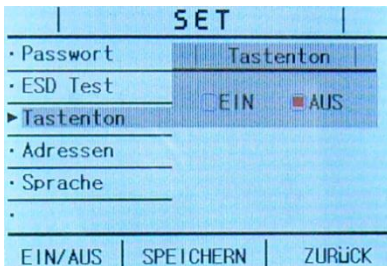 SET
· Passwort
Tastenton
· ESD Test
EIN AUS
▶ Tastenton
· Adressen
· Sprache
·
EIN/AUS SPEICHERN ZURÜCK